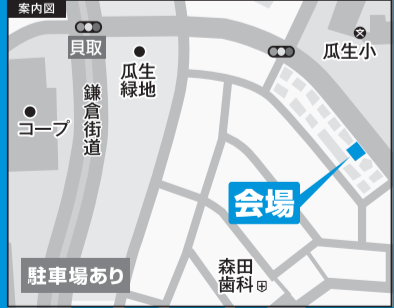 案内図
貝取
瓜生
緑地
瓜生小
鎌倉街道
コープ
会場
駐車場あり
森田
歯科